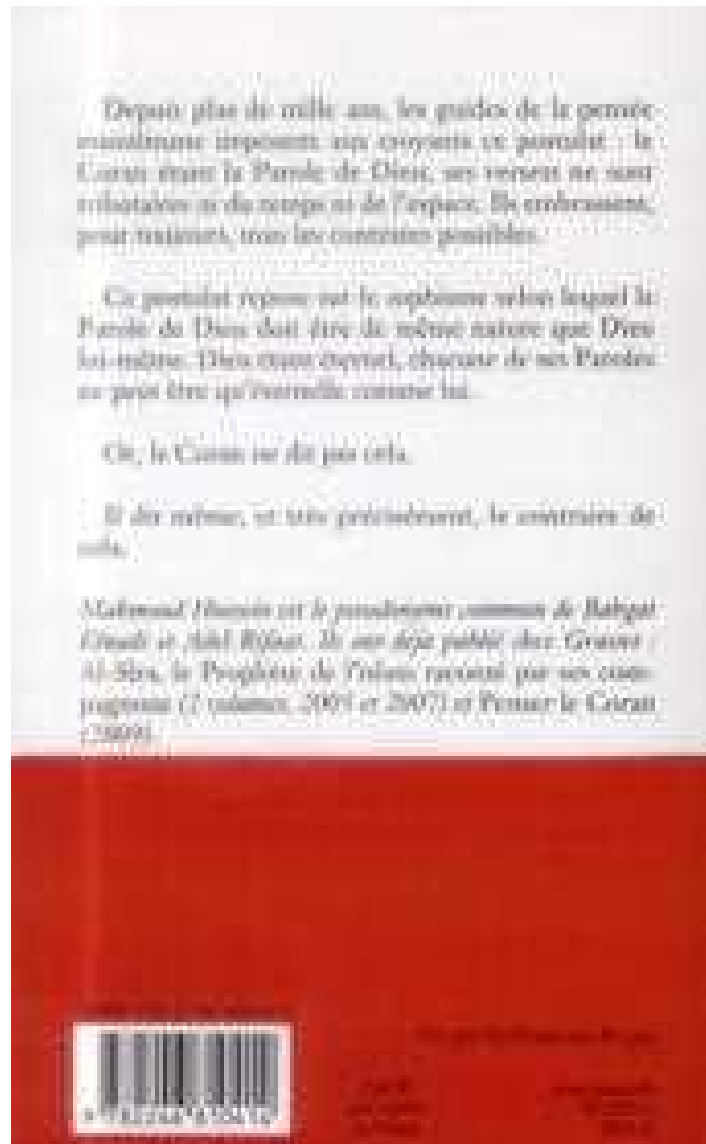 Depuis plus de mille ans, les guides de la pensée
musulmane imposent aux croyants ce postulat : le
Coran étant la Parole de Dieu, ses versets ne sont
tributaires ni du temps ni de l'espace. Ils embrassent,
pour toujours, tous les contextes possibles.
Ce postulat repose sur le sophisme selon lequel la
Parole de Dieu doit être de même nature que Dieu
lui-même. Dieu étant éternel, chacune de ses Paroles
ne peut être qu'éternelle comme lui.
Or, le Coran ne dit pas cela.
Il dit même, et très précisément, le contraire de
cela.
Mahmoud Hussein est le pseudonyme commun de Bahgat
Elnadi et Adel Rifaat. Ils ont déjà publié chez Grasset :
Al-Sîra, le Prophète de l'islam raconté par ses com-
pagnons (2 volumes, 2005 et 2007) et Penser le Coran
(2009).